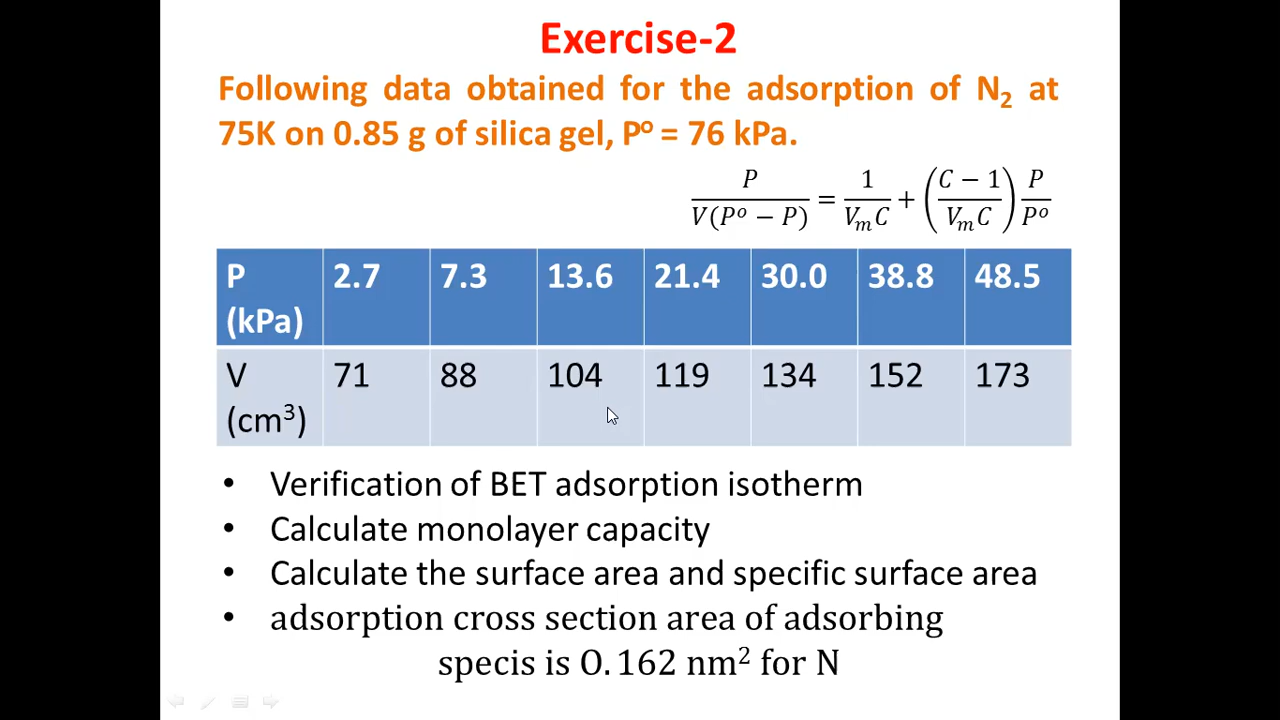 Exercise-2
Following data obtained for the adsorption of N₂ at
75K on 0.85 g of silica gel, Pᵒ = 76 kPa.
P / V(Pᵒ − P) = 1 / VₘC + ((C − 1) / VₘC) P / Pᵒ
P (kPa) 2.7 7.3 13.6 21.4 30.0 38.8 48.5
V (cm³) 71 88 104 119 134 152 173
• Verification of BET adsorption isotherm
• Calculate monolayer capacity
• Calculate the surface area and specific surface area
• adsorption cross section area of adsorbing
specis is O. 162 nm² for N